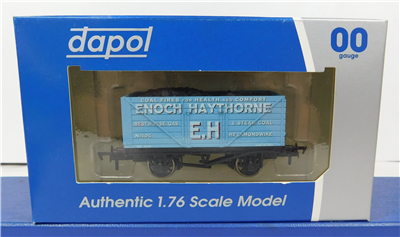 dapol
00
gauge
COAL FIRES FOR HEALTH AND COMFORT
ENOCH HAYTHORNE
E.H
Authentic 1.76 Scale Model